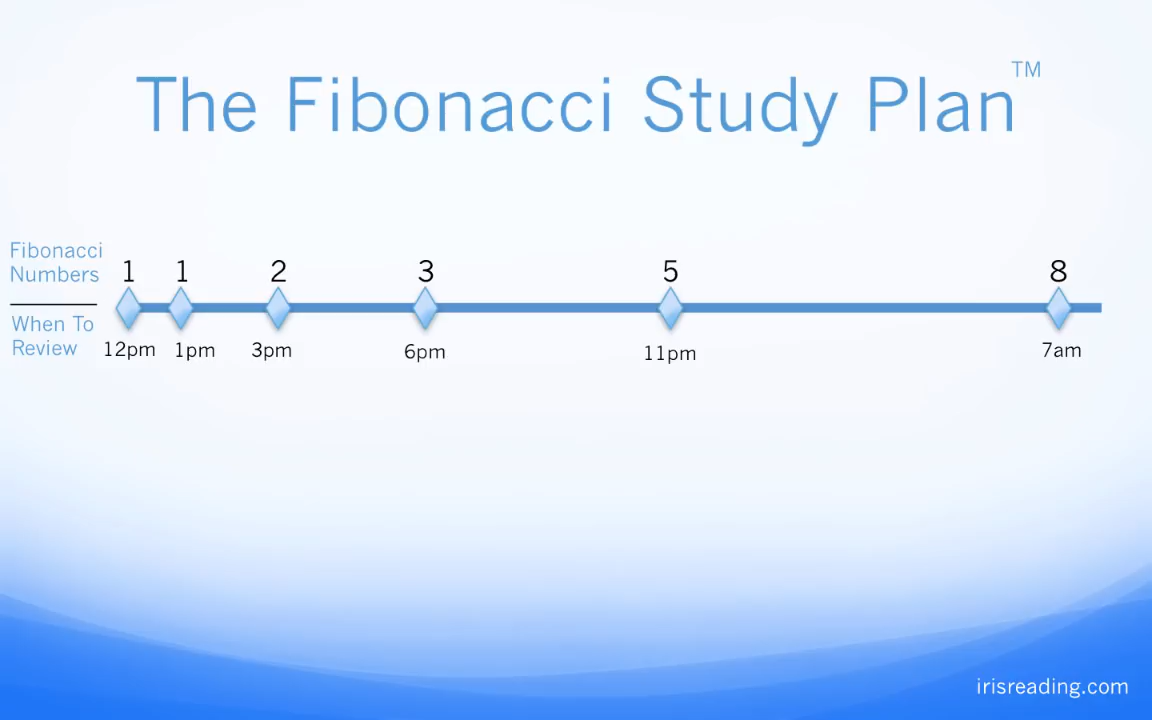 The Fibonacci Study Plan™
Fibonacci
Numbers
1 1 2 3 5 8
When To
Review
12pm 1pm 3pm 6pm 11pm 7am
irisreading.com